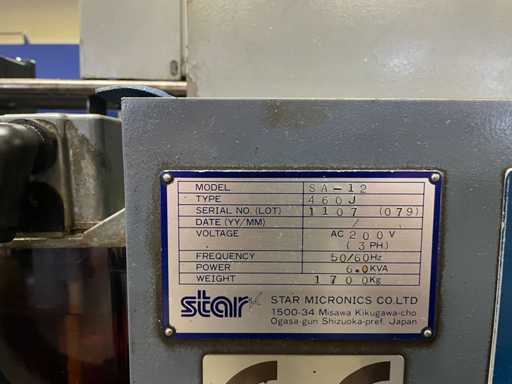 MODEL SA-12
TYPE 460J
SERIAL NO. (LOT) 1107 (079)
DATE (YY/MM) /
VOLTAGE AC 200 V
(3 PH.)
FREQUENCY 50/60Hz
POWER 6.0KVA
WEIGHT 1700Kg
star STAR MICRONICS CO.LTD
1500-34 Misawa Kikugawa-cho
Ogasa-gun Shizuoka-pref. Japan
CE